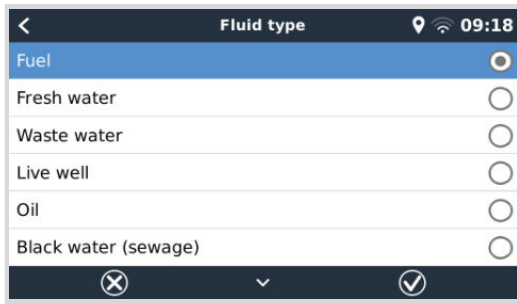 Fluid type 09:18
Fuel
Fresh water
Waste water
Live well
Oil
Black water (sewage)